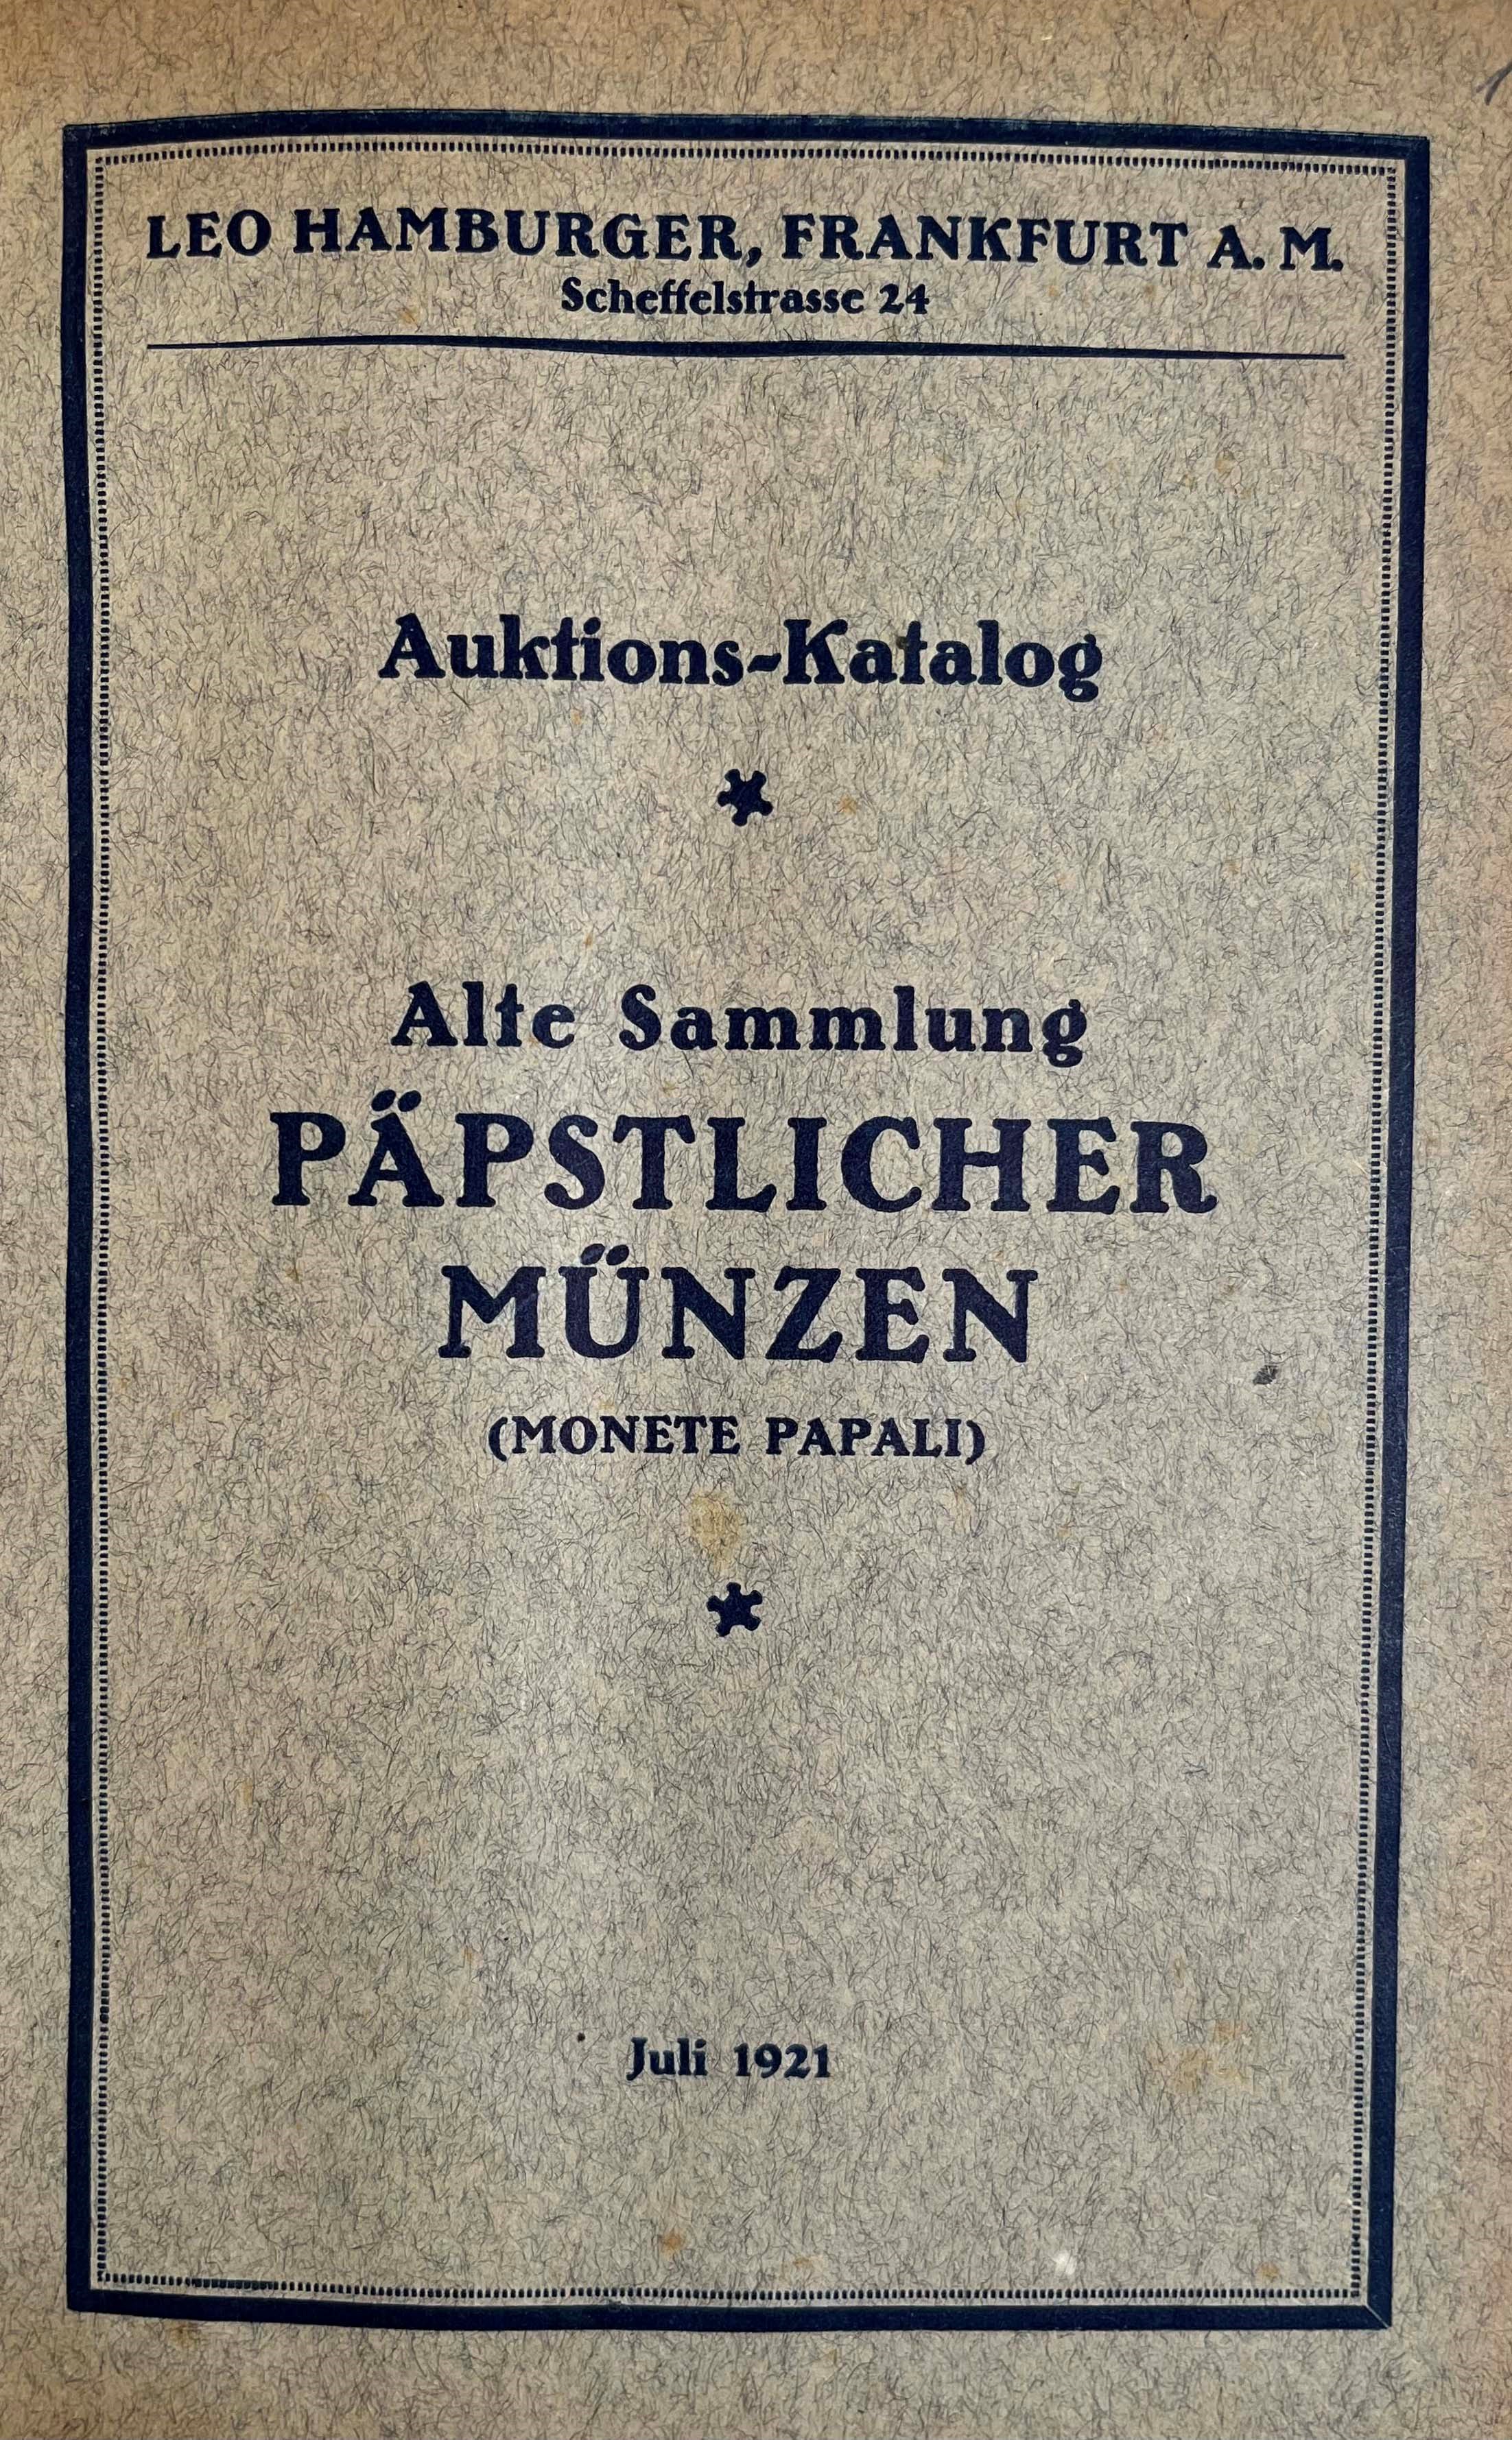 LEO HAMBURGER, FRANKFURT A. M.
Scheffelstrasse 24
Auktions-Katalog
Alte Sammlung
PÄPSTLICHER
MÜNZEN
(MONETE PAPALI)
Juli 1921